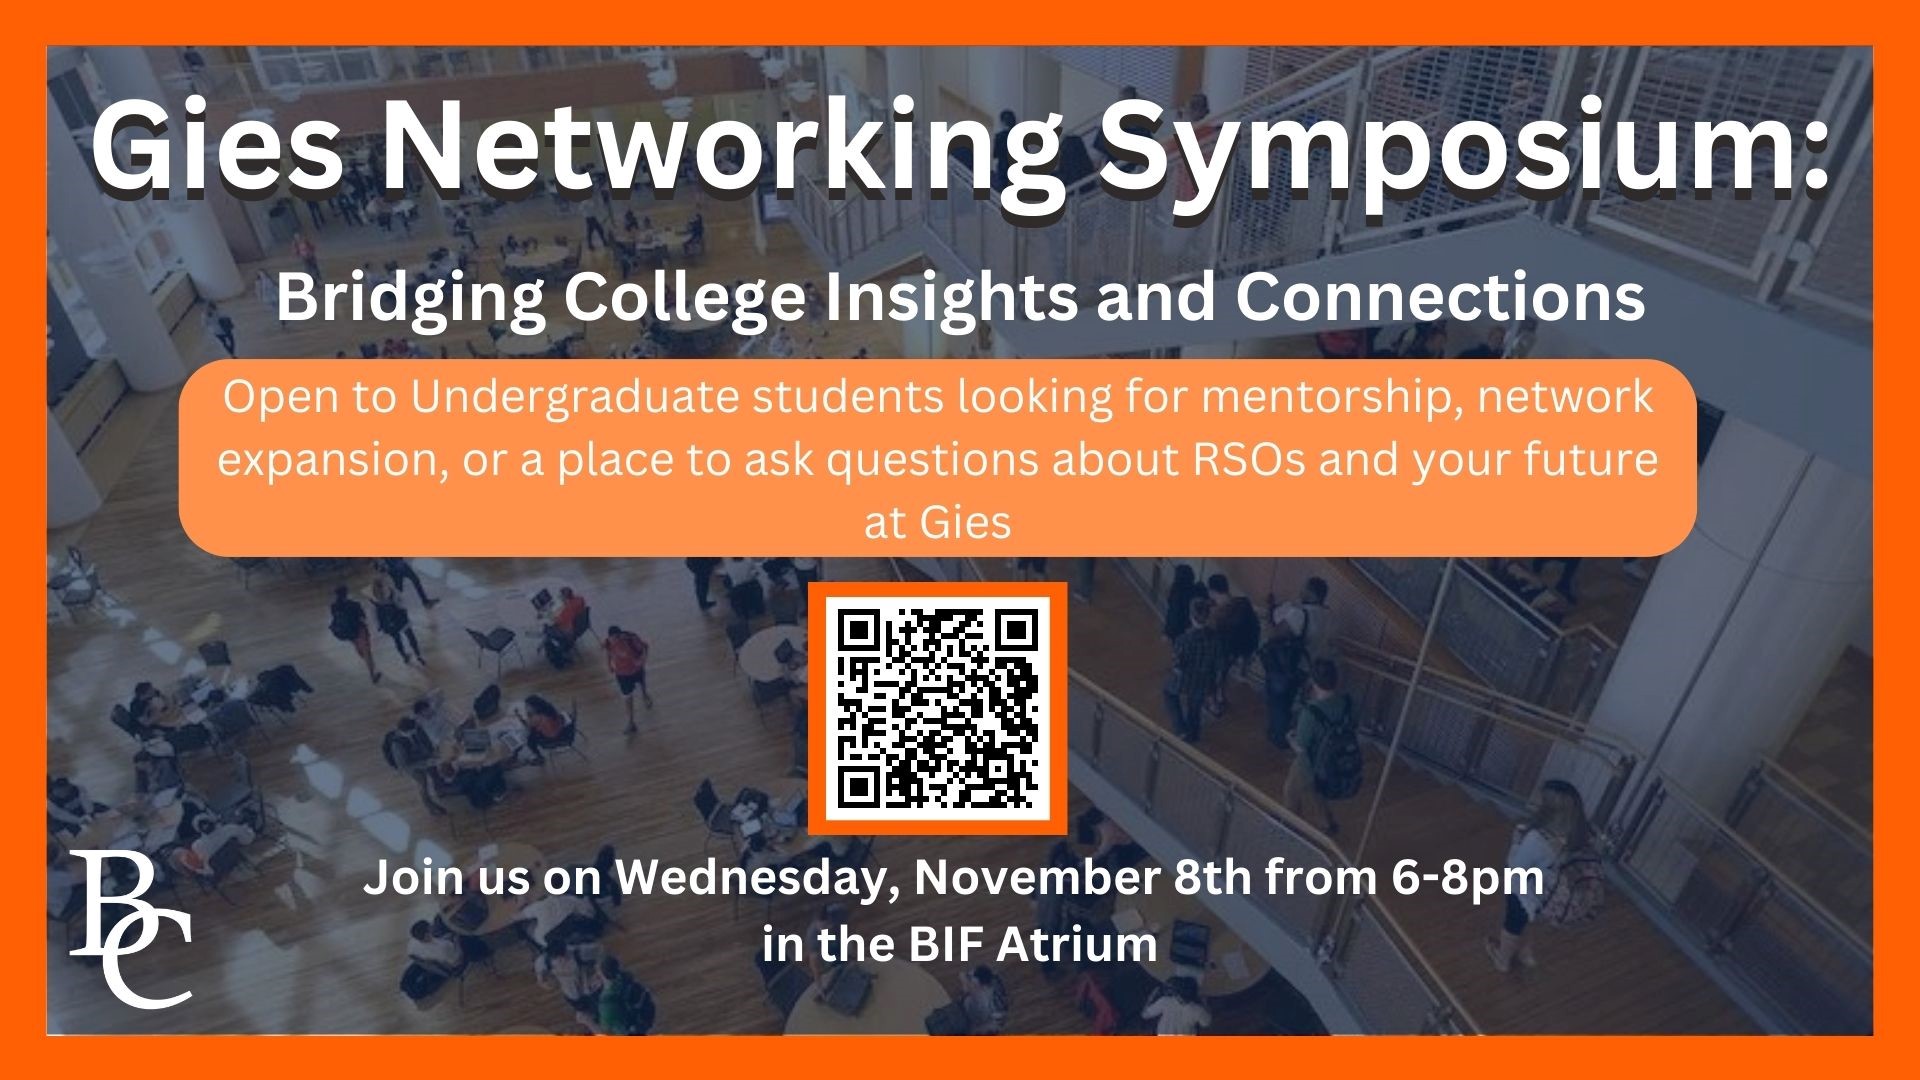 Gies Networking Symposium:
Bridging College Insights and Connections
Open to Undergraduate students looking for mentorship, network
expansion, or a place to ask questions about RSOs and your future
at Gies
Join us on Wednesday, November 8th from 6-8pm
in the BIF Atrium
BC